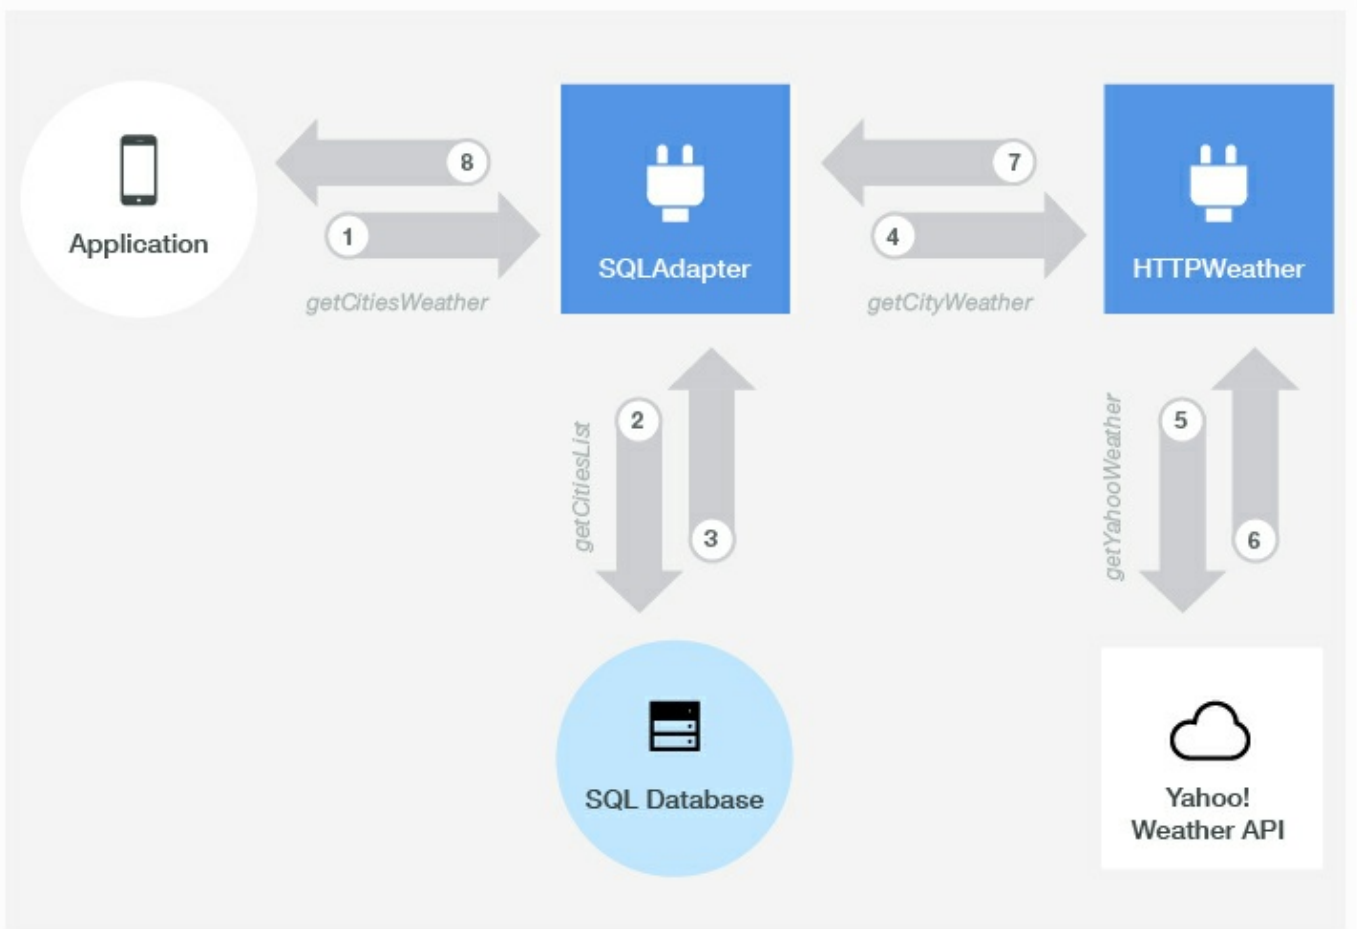 Application
8
1
getCitiesWeather
SQLAdapter
7
4
getCityWeather
HTTPWeather
getCitiesList
2
3
getYahooWeather
5
6
SQL Database
Yahoo!
Weather API